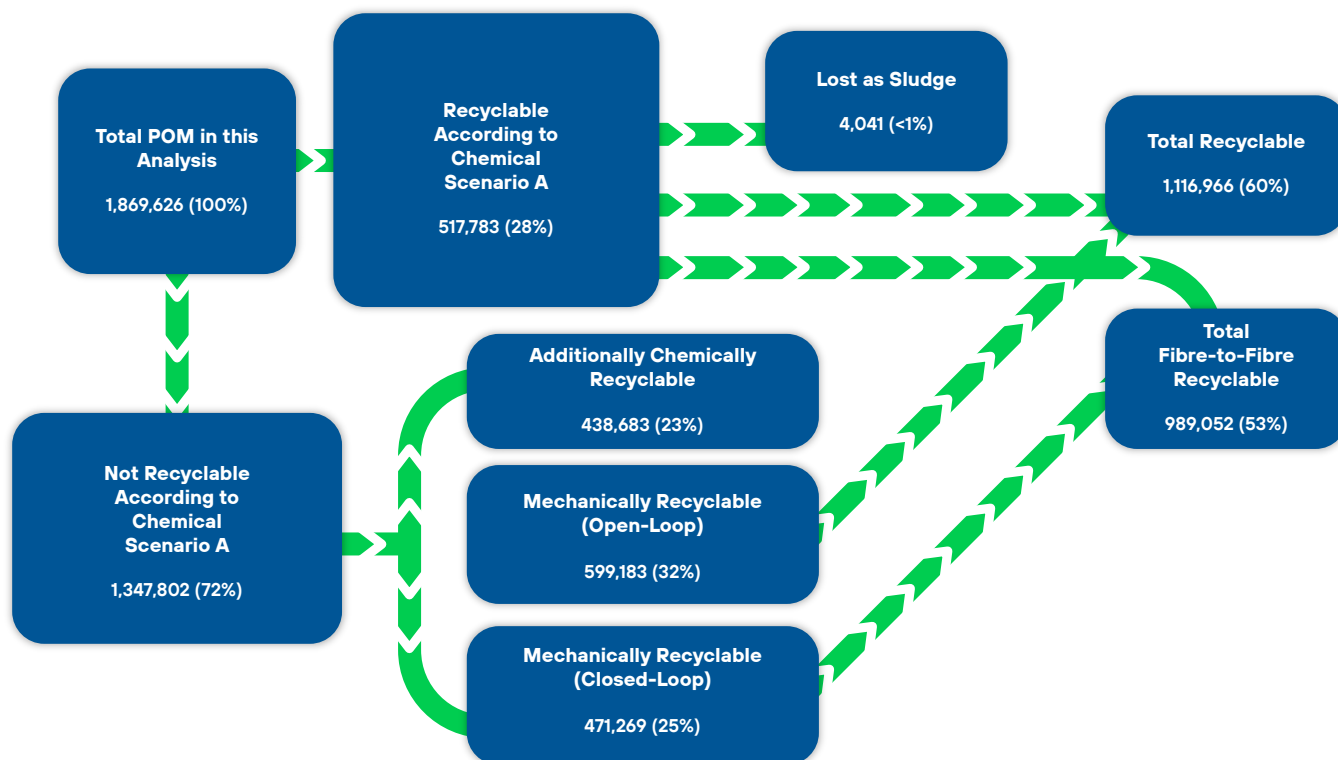 Total POM in this
Analysis
1,869,626 (100%)
Recyclable
According to
Chemical
Scenario A
517,783 (28%)
Lost as Sludge
4,041 (<1%)
Total Recyclable
1,116,966 (60%)
Total
Fibre-to-Fibre
Recyclable
989,052 (53%)
Not Recyclable
According to
Chemical
Scenario A
1,347,802 (72%)
Additionally Chemically
Recyclable
438,683 (23%)
Mechanically Recyclable
(Open-Loop)
599,183 (32%)
Mechanically Recyclable
(Closed-Loop)
471,269 (25%)